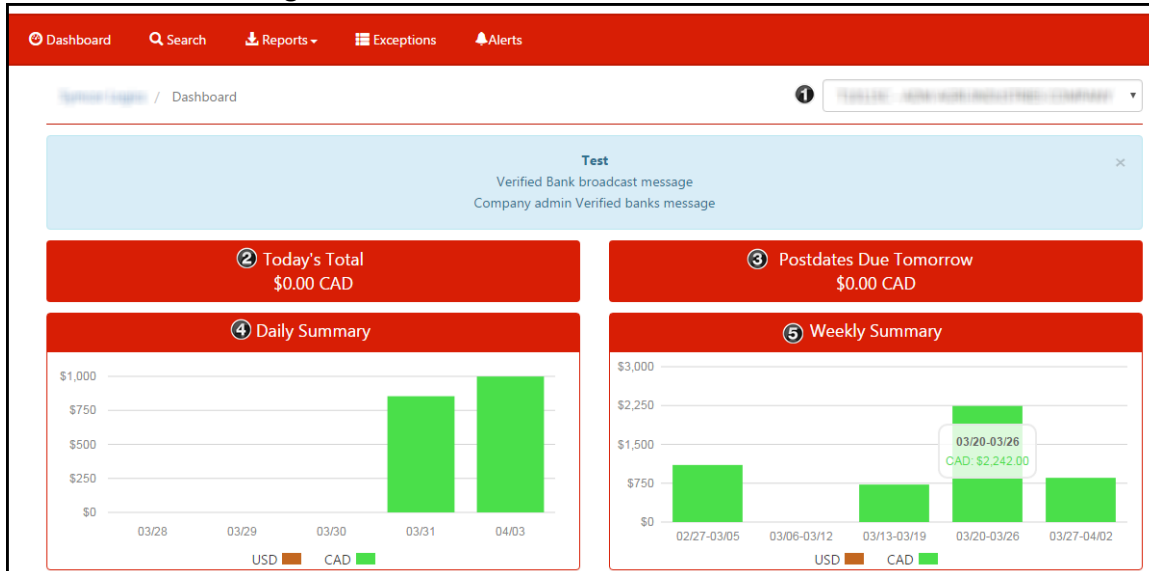 Dashboard Search Reports Exceptions Alerts
/ Dashboard
1
Test
×
Verified Bank broadcast message
Company admin Verified banks message
2 Today's Total
$0.00 CAD
3 Postdates Due Tomorrow
$0.00 CAD
4 Daily Summary
$1,000
$750
$500
$250
$0
03/28 03/29 03/30 03/31 04/03
USD CAD
5 Weekly Summary
$3,000
$2,250
$1,500
$750
$0
03/20-03/26
CAD: $2,242.00
02/27-03/05 03/06-03/12 03/13-03/19 03/20-03/26 03/27-04/02
USD CAD